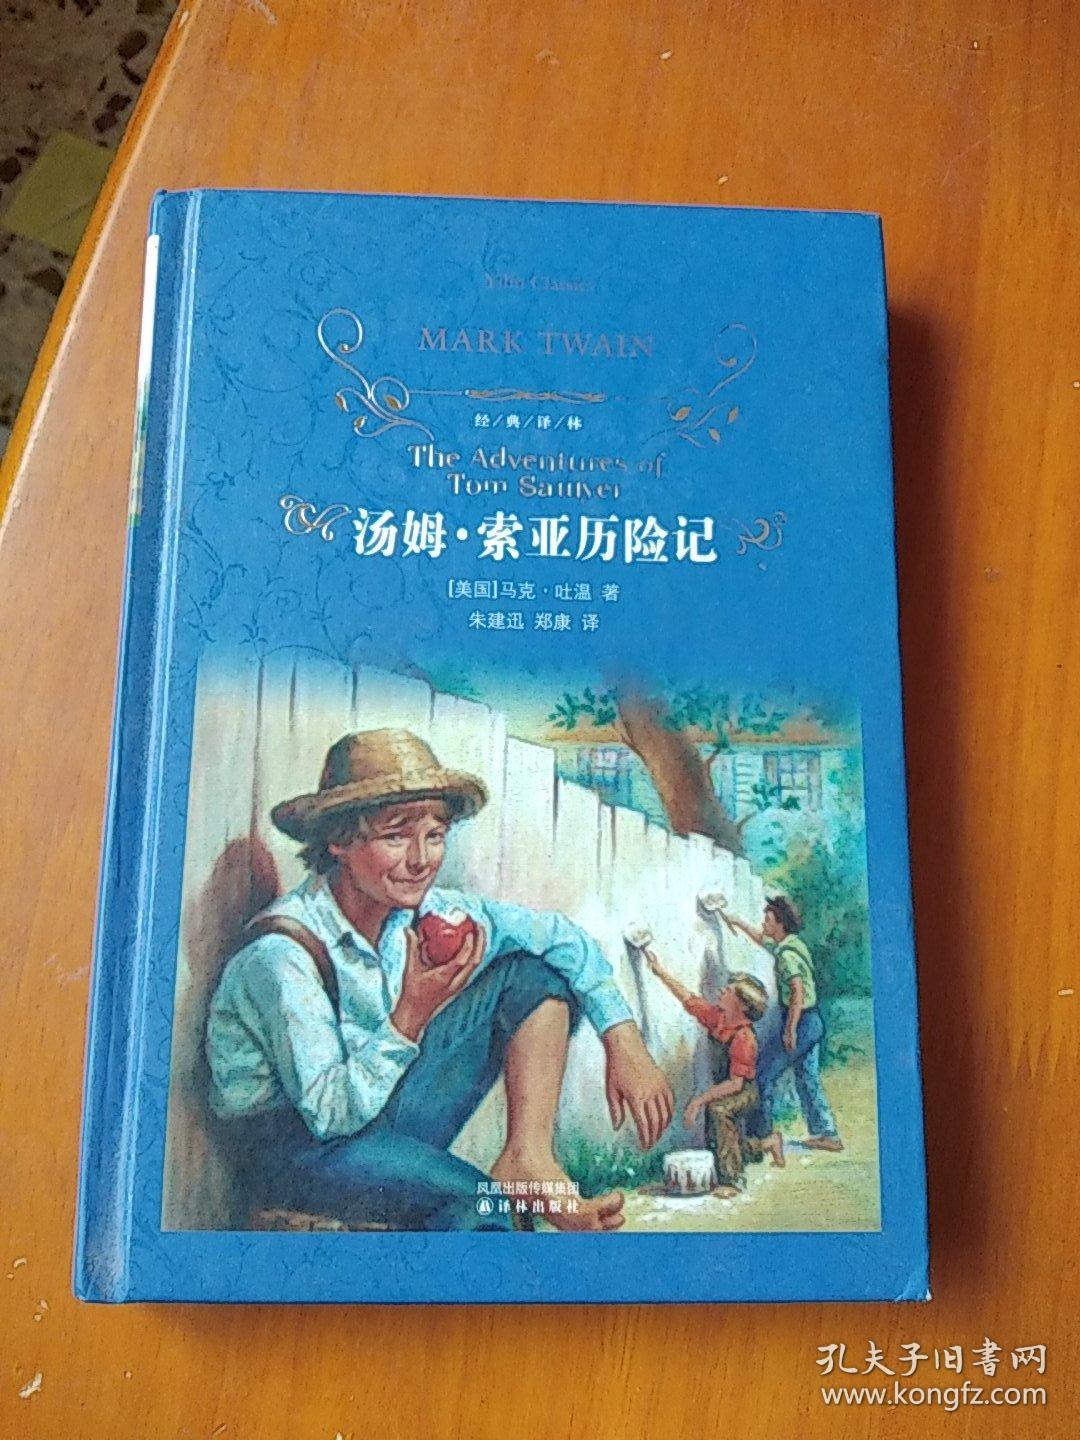 Yilin Classics
MARK TWAIN
经/典/译/林
The Adventures of
Tom Sawyer
汤姆·索亚历险记
[美国]马克·吐温 著
朱建迅 郑康 译
凤凰出版传媒集团
译林出版社
孔夫子旧書网
www.kongfz.com